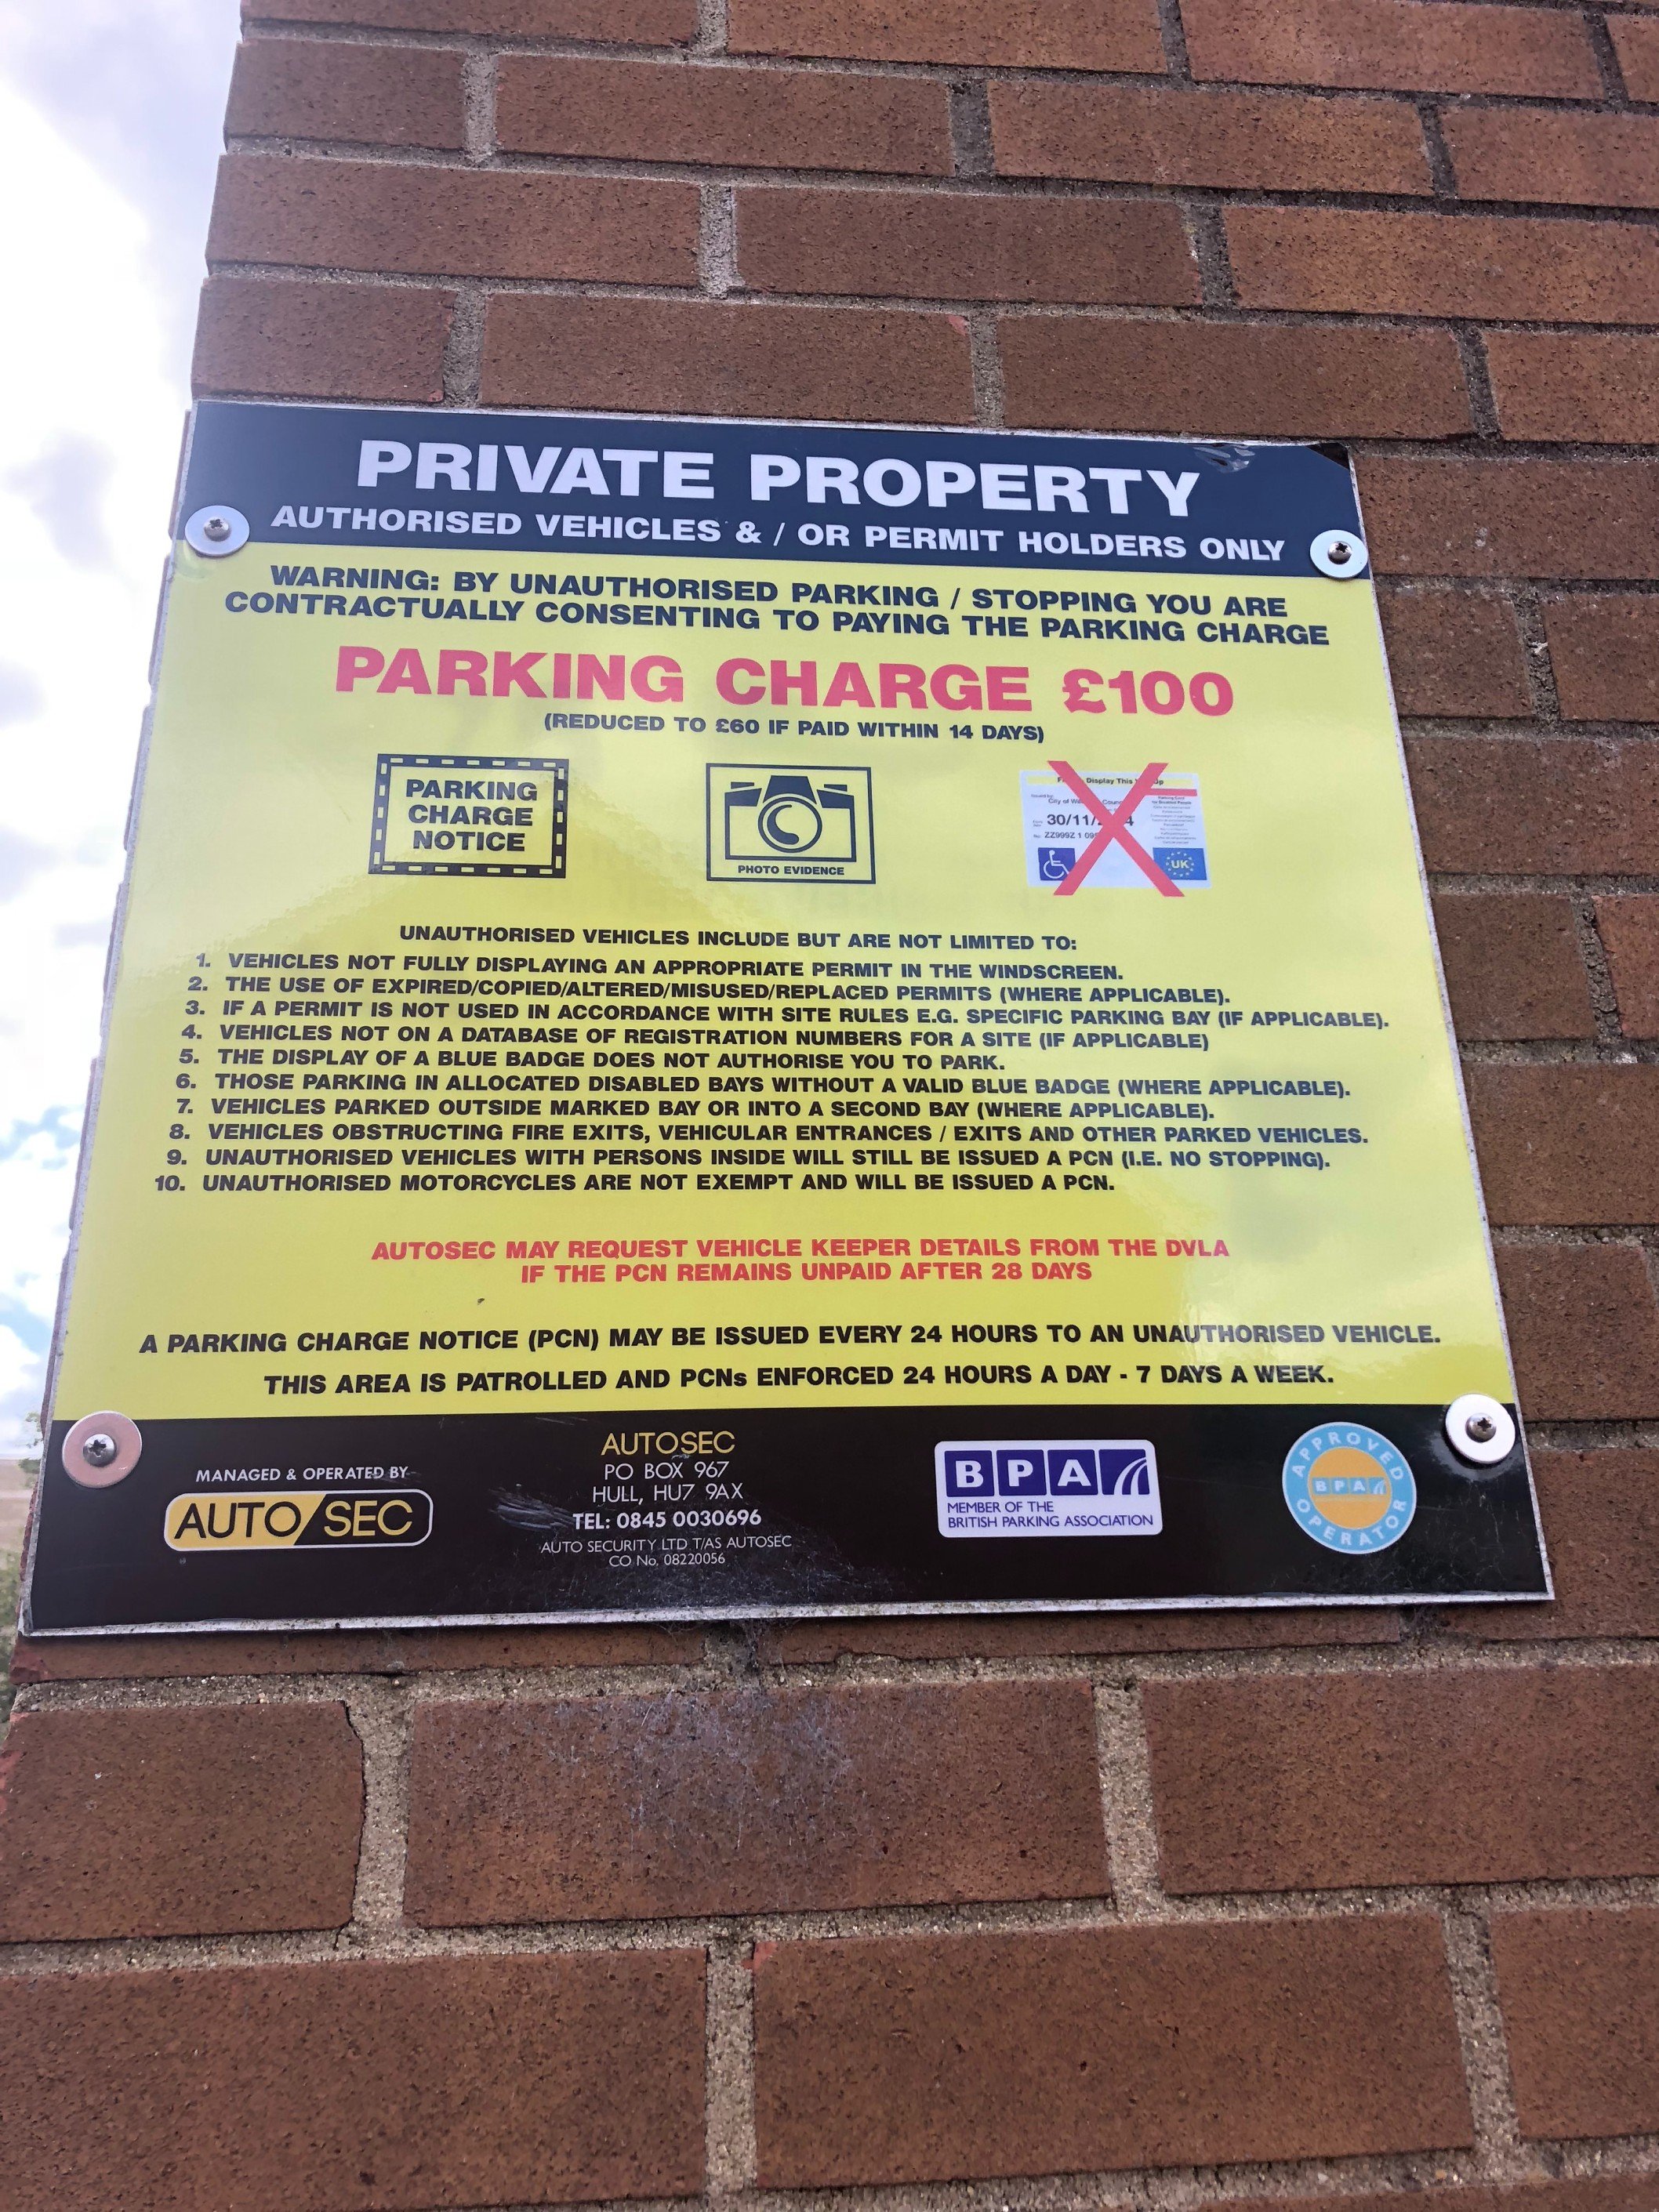 PRIVATE PROPERTY
AUTHORISED VEHICLES & / OR PERMIT HOLDERS ONLY
WARNING: BY UNAUTHORISED PARKING / STOPPING YOU ARE
CONTRACTUALLY CONSENTING TO PAYING THE PARKING CHARGE
PARKING CHARGE £100
(REDUCED TO £60 IF PAID WITHIN 14 DAYS)
PARKING
CHARGE
NOTICE
PHOTO EVIDENCE
Display This
City of
30/11/
ZZ999Z 1
UK
UNAUTHORISED VEHICLES INCLUDE BUT ARE NOT LIMITED TO:
1. VEHICLES NOT FULLY DISPLAYING AN APPROPRIATE PERMIT IN THE WINDSCREEN.
2. THE USE OF EXPIRED/COPIED/ALTERED/MISUSED/REPLACED PERMITS (WHERE APPLICABLE).
3. IF A PERMIT IS NOT USED IN ACCORDANCE WITH SITE RULES E.G. SPECIFIC PARKING BAY (IF APPLICABLE).
4. VEHICLES NOT ON A DATABASE OF REGISTRATION NUMBERS FOR A SITE (IF APPLICABLE)
5. THE DISPLAY OF A BLUE BADGE DOES NOT AUTHORISE YOU TO PARK.
6. THOSE PARKING IN ALLOCATED DISABLED BAYS WITHOUT A VALID BLUE BADGE (WHERE APPLICABLE).
7. VEHICLES PARKED OUTSIDE MARKED BAY OR INTO A SECOND BAY (WHERE APPLICABLE).
8. VEHICLES OBSTRUCTING FIRE EXITS, VEHICULAR ENTRANCES / EXITS AND OTHER PARKED VEHICLES.
9. UNAUTHORISED VEHICLES WITH PERSONS INSIDE WILL STILL BE ISSUED A PCN (I.E. NO STOPPING).
10. UNAUTHORISED MOTORCYCLES ARE NOT EXEMPT AND WILL BE ISSUED A PCN.
AUTOSEC MAY REQUEST VEHICLE KEEPER DETAILS FROM THE DVLA
IF THE PCN REMAINS UNPAID AFTER 28 DAYS
A PARKING CHARGE NOTICE (PCN) MAY BE ISSUED EVERY 24 HOURS TO AN UNAUTHORISED VEHICLE.
THIS AREA IS PATROLLED AND PCNs ENFORCED 24 HOURS A DAY - 7 DAYS A WEEK.
MANAGED & OPERATED BY
AUTO/SEC
AUTOSEC
PO BOX 967
HULL, HU7 9AX
TEL: 0845 0030696
AUTO SECURITY LTD T/AS AUTOSEC
CO No. 08220056
BPA
MEMBER OF THE
BRITISH PARKING ASSOCIATION
APPROVED
BPA
OPERATOR